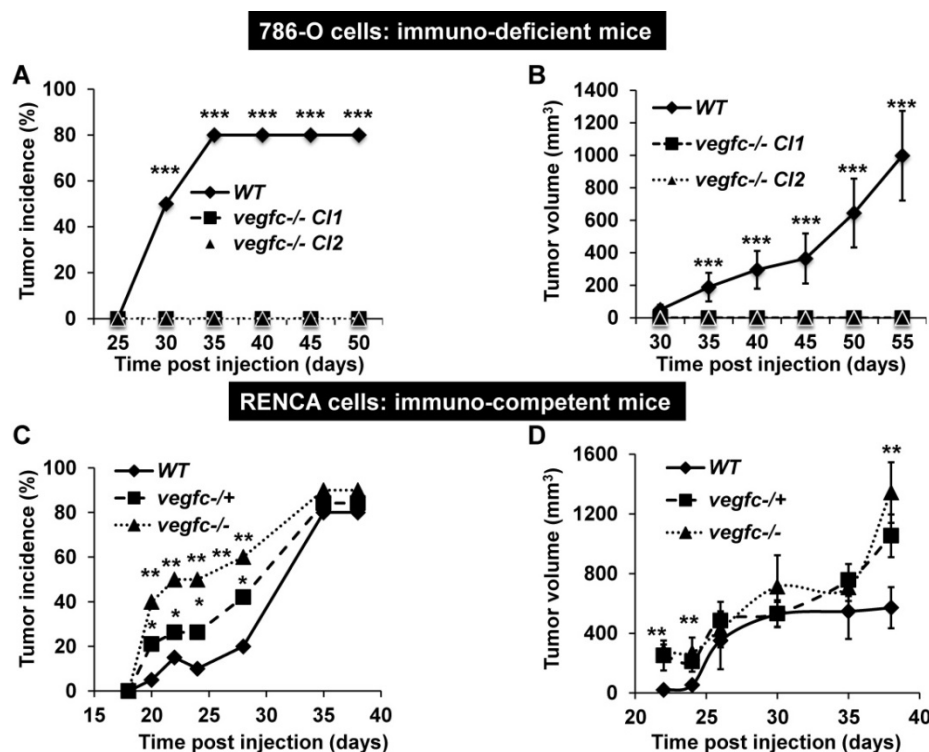 786-O cells: immuno-deficient mice
A
Tumor incidence (%)
100
80
60
40
20
0
*** *** *** *** *** ***
WT
vegfc-/- Cl1
vegfc-/- Cl2
25 30 35 40 45 50
Time post injection (days)
B
Tumor volume (mm³)
1400
1200
1000
800
600
400
200
0
*** *** *** *** ***
WT
vegfc-/- Cl1
vegfc-/- Cl2
30 35 40 45 50 55
Time post injection (days)
RENCA cells: immuno-competent mice
C
Tumor incidence (%)
100
80
60
40
20
0
WT
vegfc-/+
vegfc-/-
** ** ** ** **
* * * *
15 20 25 30 35 40
Time post injection (days)
D
Tumor volume (mm³)
1600
1200
800
400
0
WT
vegfc-/+
vegfc-/-
** ** **
20 22 26 30 35 38 40
Time post injection (days)